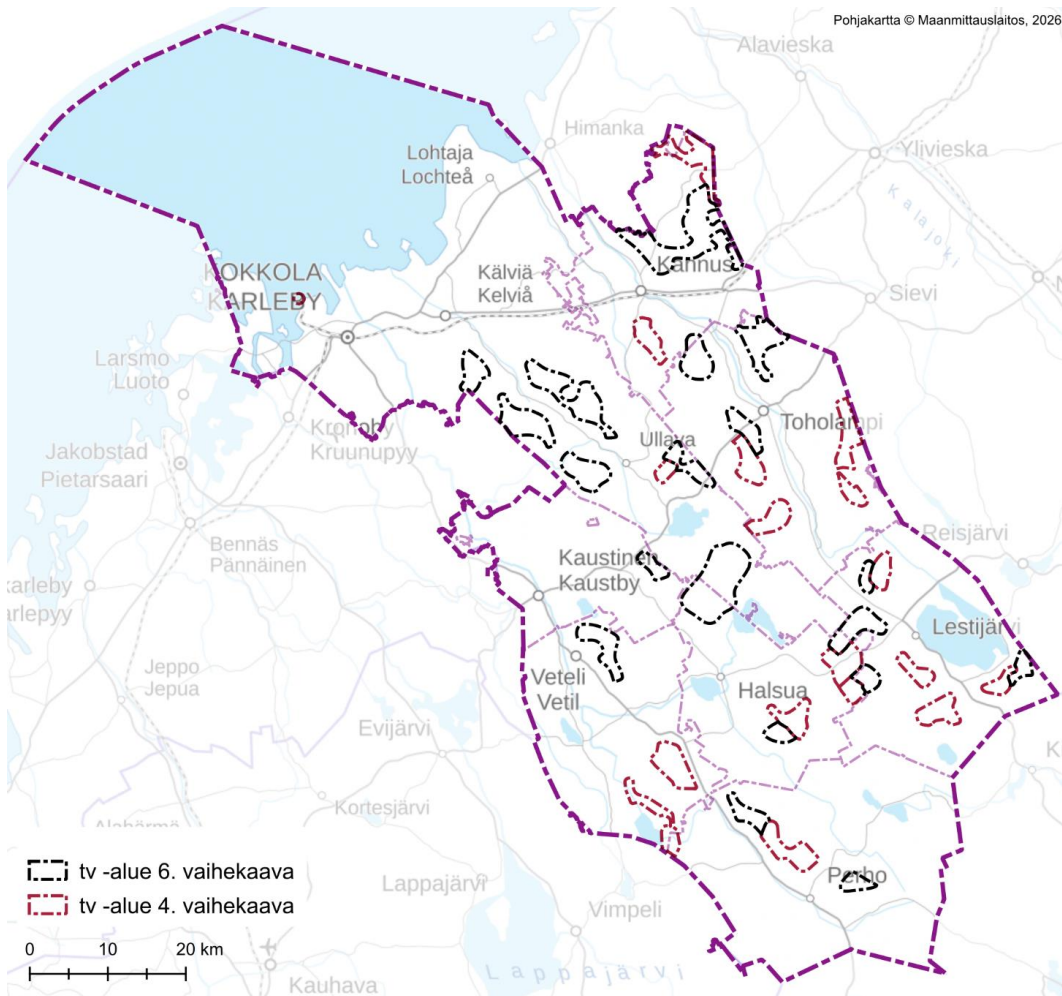 Pohjakartta © Maanmittauslaitos, 2026
Alavieska
Himanka
Ylivieska
Lohtaja
Lochteå
Kalajoki
KOKKOLA
KARLEBY
Kälviä
Kelviå
Kannus
Sievi
Larsmo
Luoto
Kronoby
Kruunupyy
Toholampi
Ullava
Jakobstad
Pietarsaari
Reisjärvi
Bennäs
Pännäinen
Kaustinen
Kaustby
Lestijärvi
Jeppo
Jepua
Veteli
Vetil
Halsua
Evijärvi
Kortesjärvi
Perho
Lappajärvi
Vimpeli
Kauhava
Lappajärvi
tv -alue 6. vaihekaava
tv -alue 4. vaihekaava
0 10 20 km